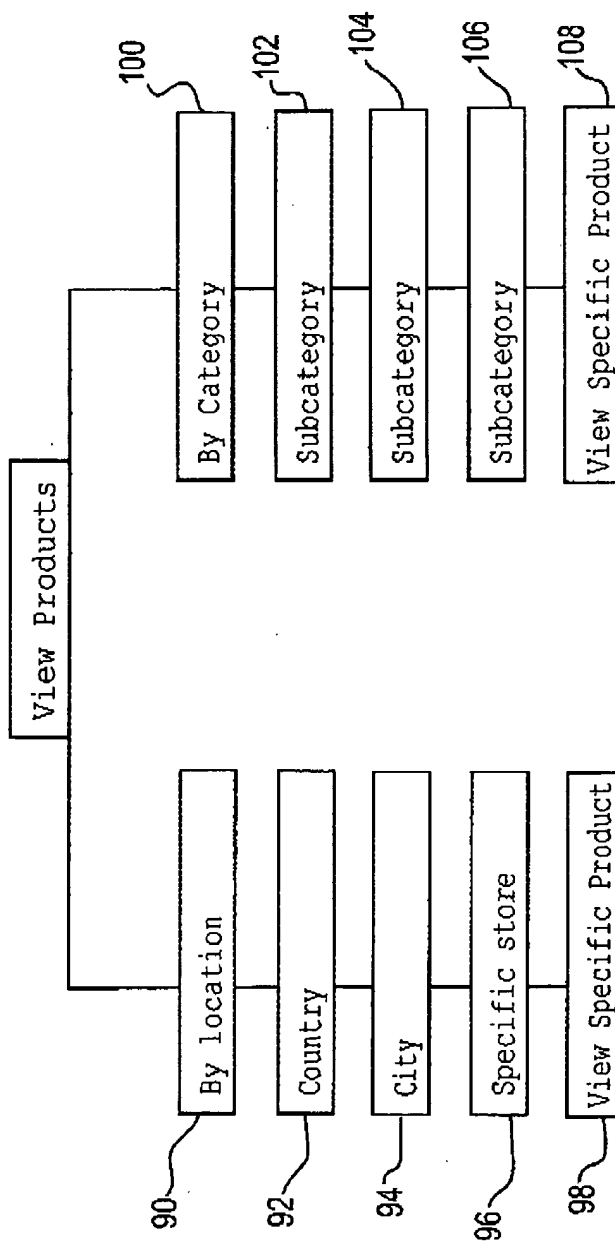 View Products
90
By location
92
Country
94
City
96
Specific store
98
View Specific Product
100
By Category
102
Subcategory
104
Subcategory
106
Subcategory
108
View Specific Product